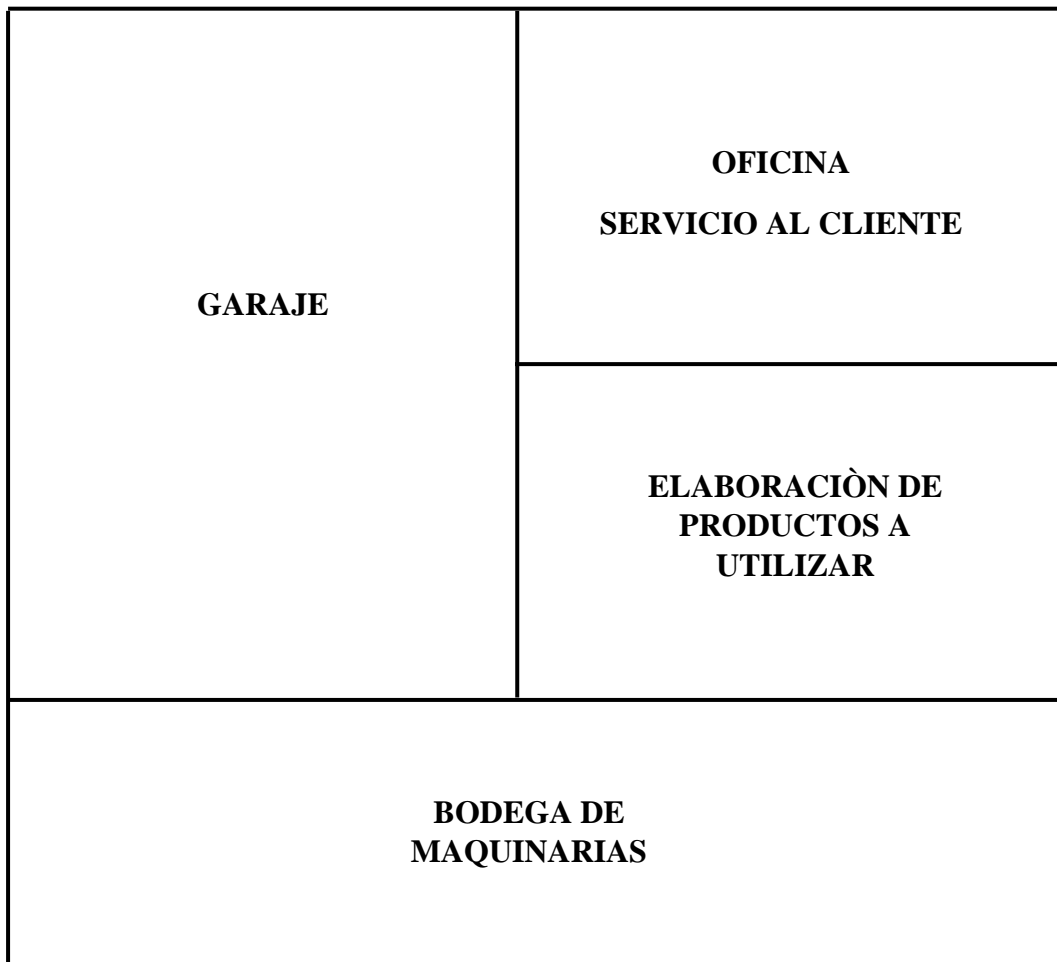 GARAJE
OFICINA
SERVICIO AL CLIENTE
ELABORACIÒN DE
PRODUCTOS A
UTILIZAR
BODEGA DE
MAQUINARIAS